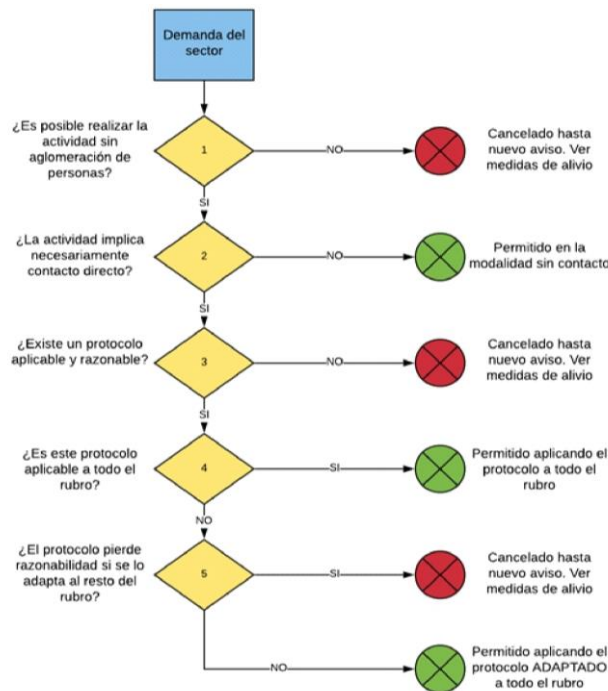 Demanda del
sector
¿Es posible realizar la
actividad sin
aglomeración de
personas?
1
NO
Cancelado hasta
nuevo aviso. Ver
medidas de alivio
SI
¿La actividad implica
necesariamente
contacto directo?
2
NO
Permitido en la
modalidad sin contacto
SI
¿Existe un protocolo
aplicable y razonable?
3
NO
Cancelado hasta
nuevo aviso. Ver
medidas de alivio
SI
¿Es este protocolo
aplicable a todo el
rubro?
4
SI
Permitido aplicando el
protocolo a todo el
rubro
NO
¿El protocolo pierde
razonabilidad si se lo
adapta al resto del
rubro?
5
SI
Cancelado hasta
nuevo aviso. Ver
medidas de alivio
NO
Permitido aplicando el
protocolo ADAPTADO
a todo el rubro